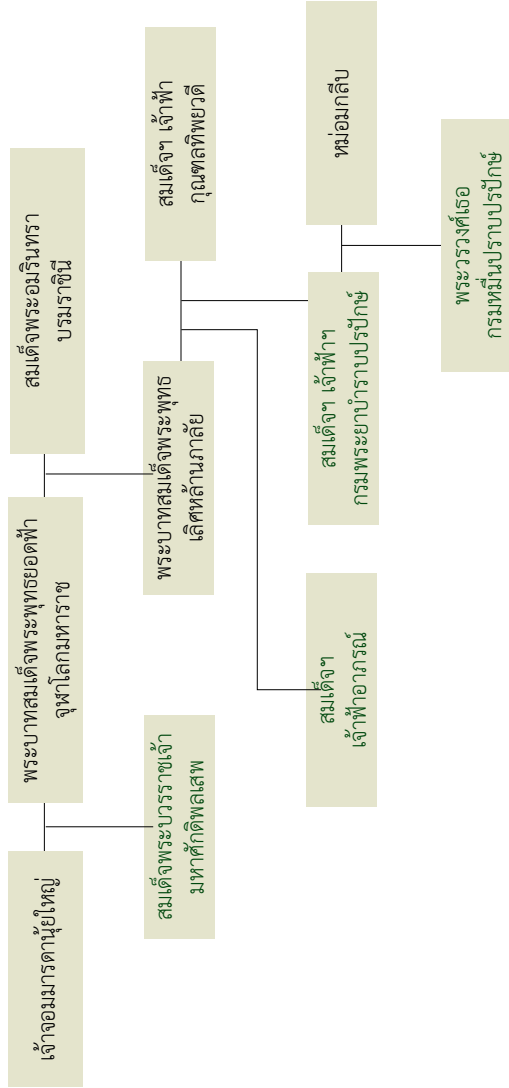 เจ้าจอมมารดานุ้ยใหญ่
พระบาทสมเด็จพระพุทธยอดฟ้า
จุฬาโลกมหาราช
สมเด็จพระอมรินทรา
บรมราชินี
สมเด็จพระบวรราชเจ้า
มหาศักดิพลเสพ
พระบาทสมเด็จพระพุทธ
เลิศหล้านภาลัย
สมเด็จฯ เจ้าฟ้า
กุณฑลทิพยวดี
สมเด็จฯ
เจ้าฟ้าอาภรณ์
สมเด็จฯ เจ้าฟ้าฯ
กรมพระยาบำราบปรปักษ์
หม่อมกลีบ
พระวรวงศ์เธอ
กรมหมื่นปราบปรปักษ์